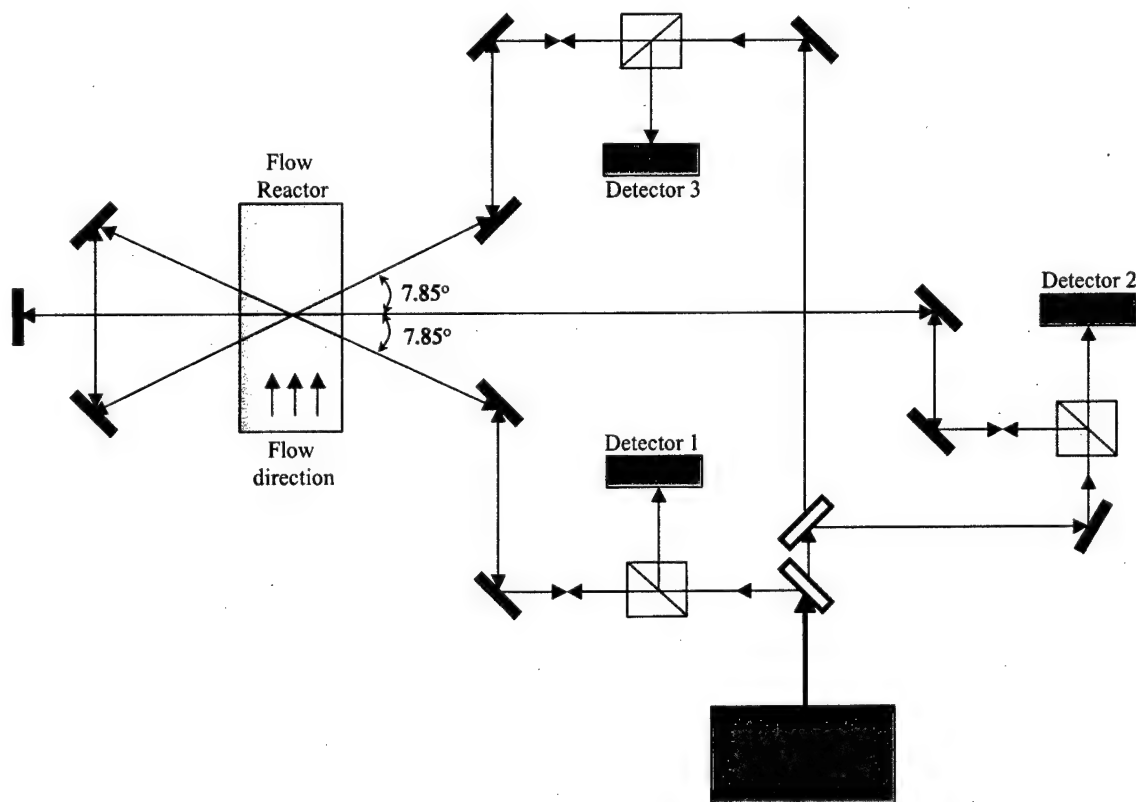 Flow
Reactor
Detector 3
7.85°
7.85°
Detector 2
Flow
direction
Detector 1